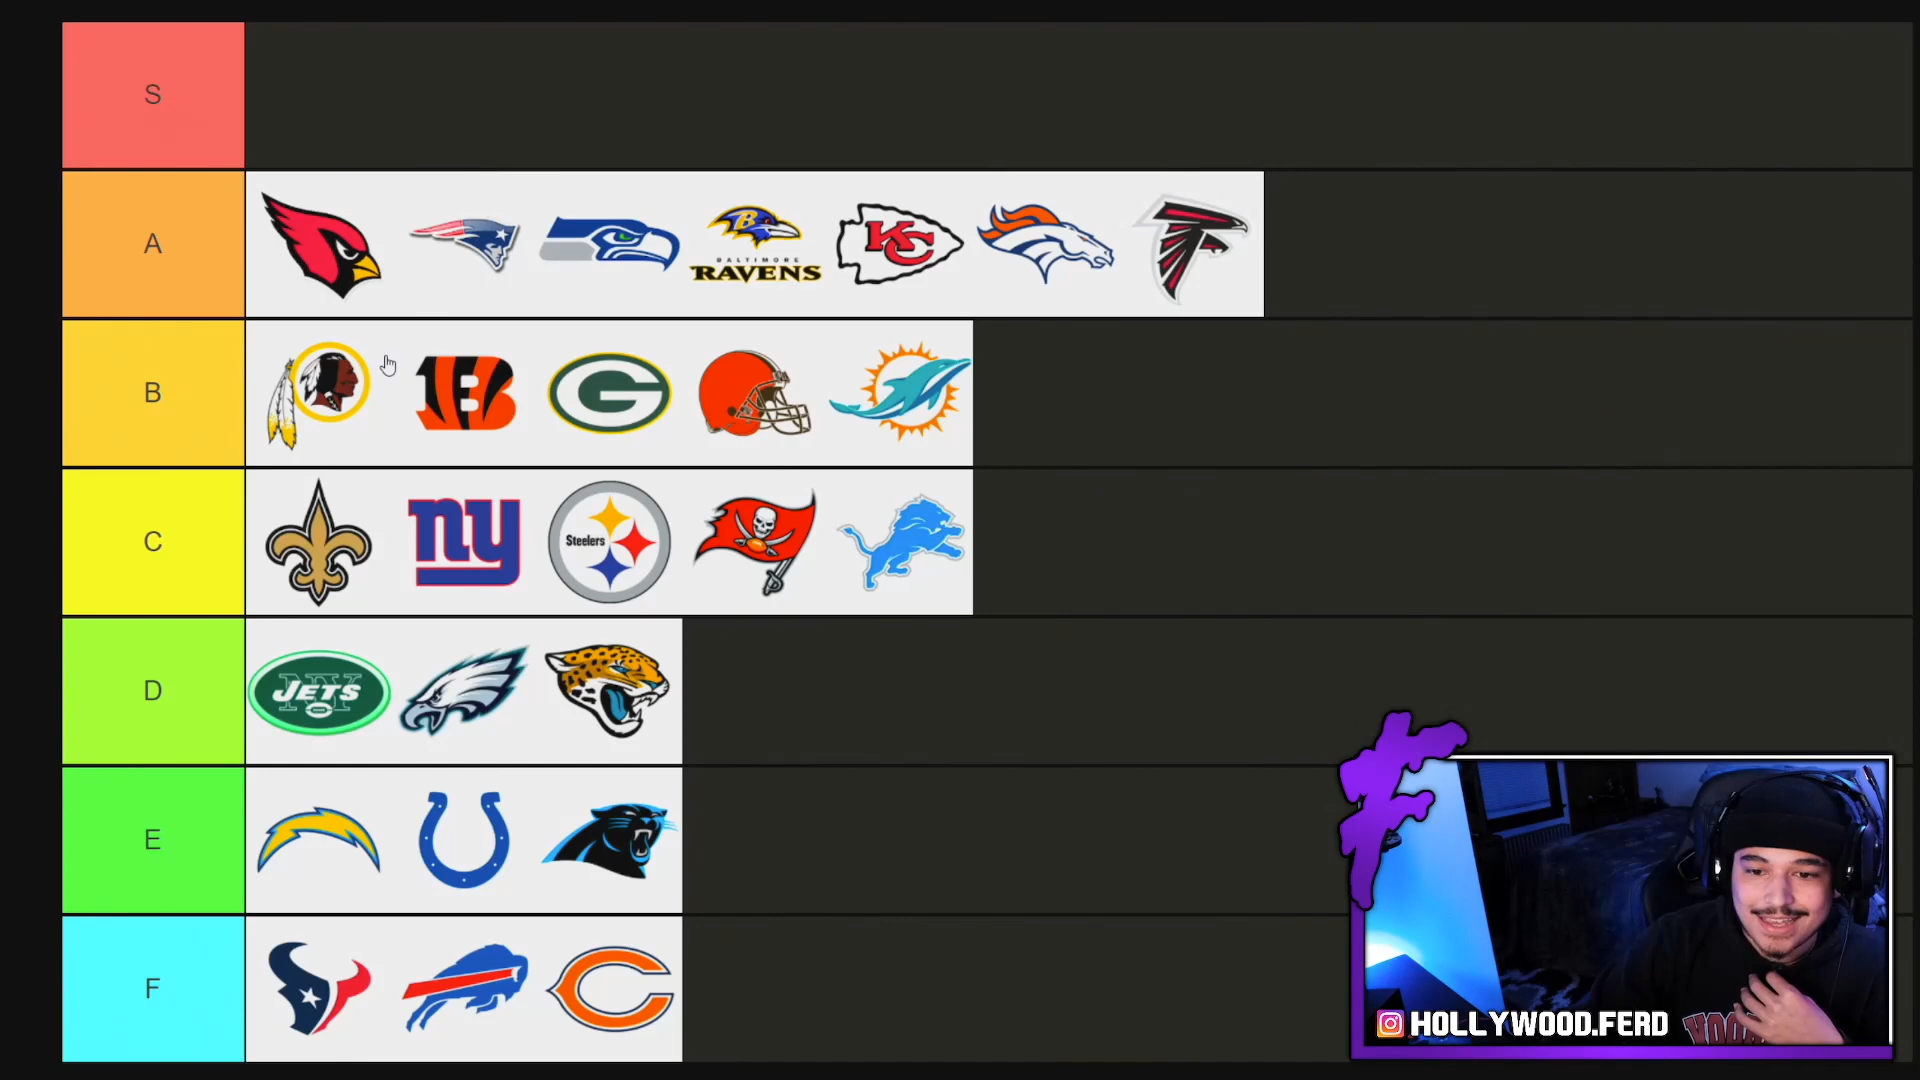 S
A
B
BALTIMORE
RAVENS
KC
B
B
G
C
ny
Steelers
D
NY
JETS
E
F
C
HOLLYWOOD.FERD